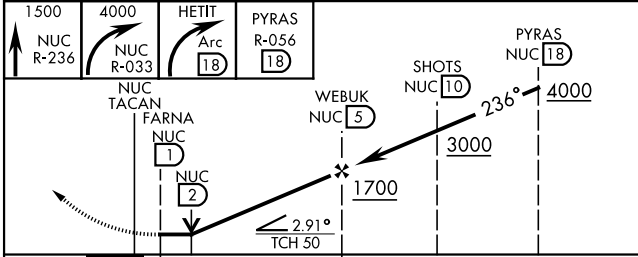 1500
NUC
R-236
4000
NUC
R-033
HETIT
Arc
18
PYRAS
R-056
18
NUC
TACAN
FARNA
NUC
1
NUC
2
WEBUK
NUC 5
SHOTS
NUC 10
PYRAS
NUC 18
236°
4000
3000
1700
2.91°
TCH 50